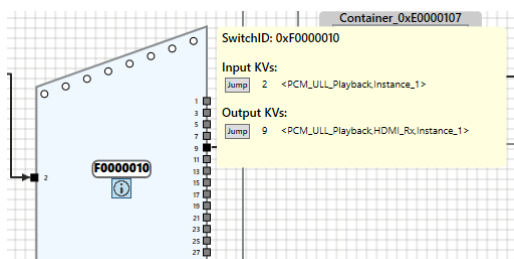 Container_0xE0000107
SwitchID: 0xF0000010
Input KVs:
Jump 2 <PCM_ULL_Playback,Instance_1>
Output KVs:
Jump 9 <PCM_ULL_Playback,HDMI_Rx,Instance_1>
1
3
5
7
9
11
13
15
17
19
21
23
25
27
2
F0000010